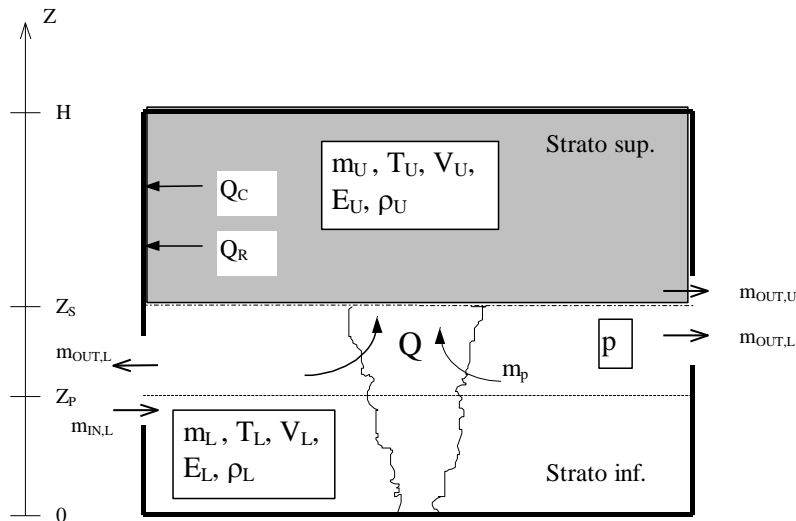 Z
H
Strato sup.
m_U , T_U, V_U,
E_U, ρ_U
Q_C
Q_R
m_OUT,U
Z_S
m_OUT,L
p
Q
m_OUT,L
m_p
Z_P
m_IN,L
m_L , T_L, V_L,
E_L, ρ_L
Strato inf.
0